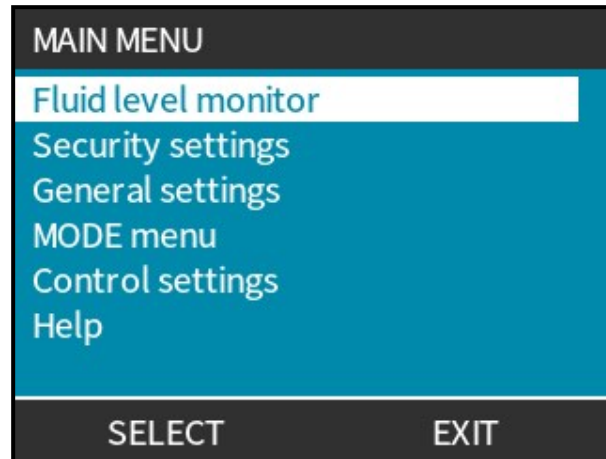 MAIN MENU
Fluid level monitor
Security settings
General settings
MODE menu
Control settings
Help
SELECT EXIT